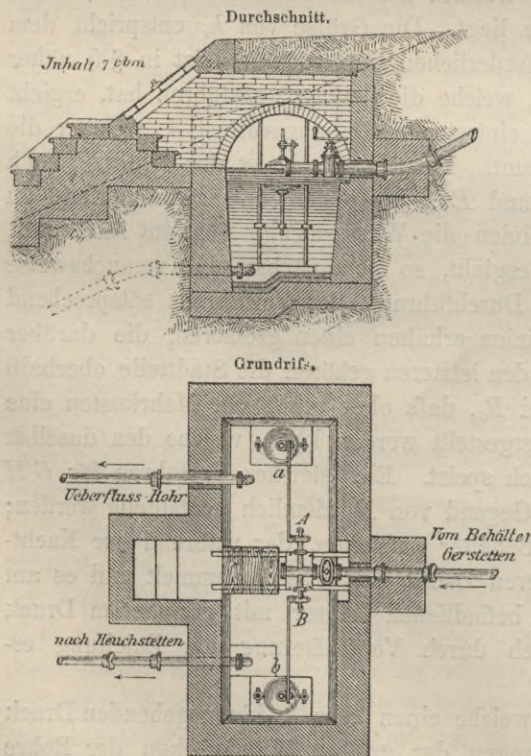 Durchschnitt.
Inhalt 7 cbm
Grundriſs.
a
Ueberfluss-Rohr
A
Vom Behälter
Gerstetten
B
nach Heuchstetten
b